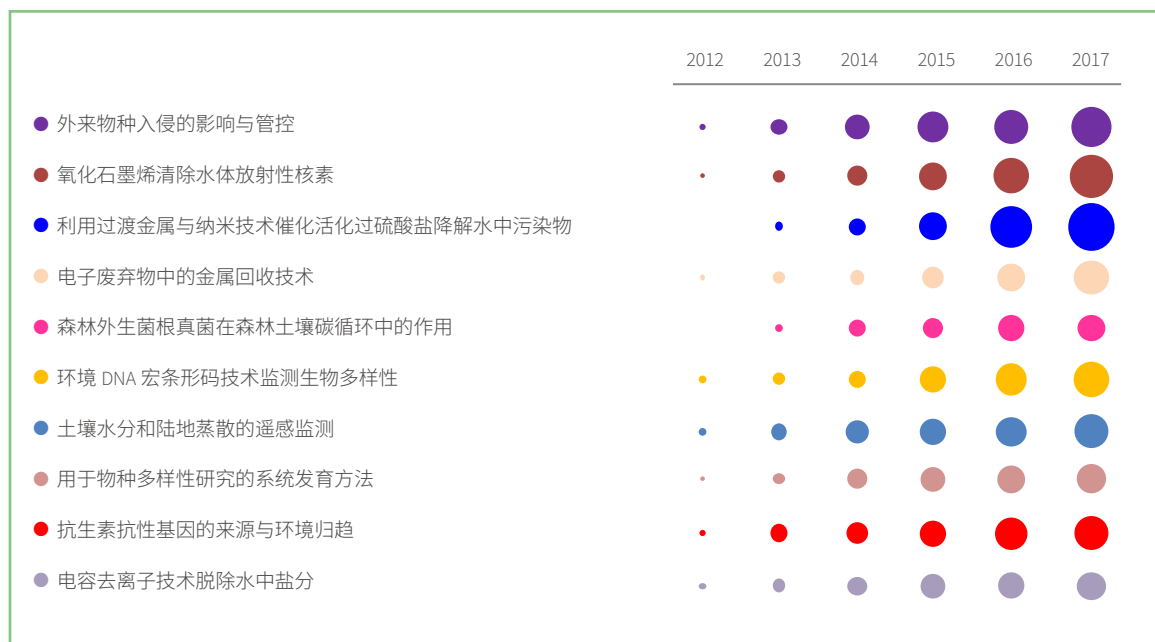 2012 2013 2014 2015 2016 2017
外来物种入侵的影响与管控
氧化石墨烯清除水体放射性核素
利用过渡金属与纳米技术催化活化过硫酸盐降解水中污染物
电子废弃物中的金属回收技术
森林外生菌根真菌在森林土壤碳循环中的作用
环境 DNA 宏条形码技术监测生物多样性
土壤水分和陆地蒸散的遥感监测
用于物种多样性研究的系统发育方法
抗生素抗性基因的来源与环境归趋
电容去离子技术脱除水中盐分